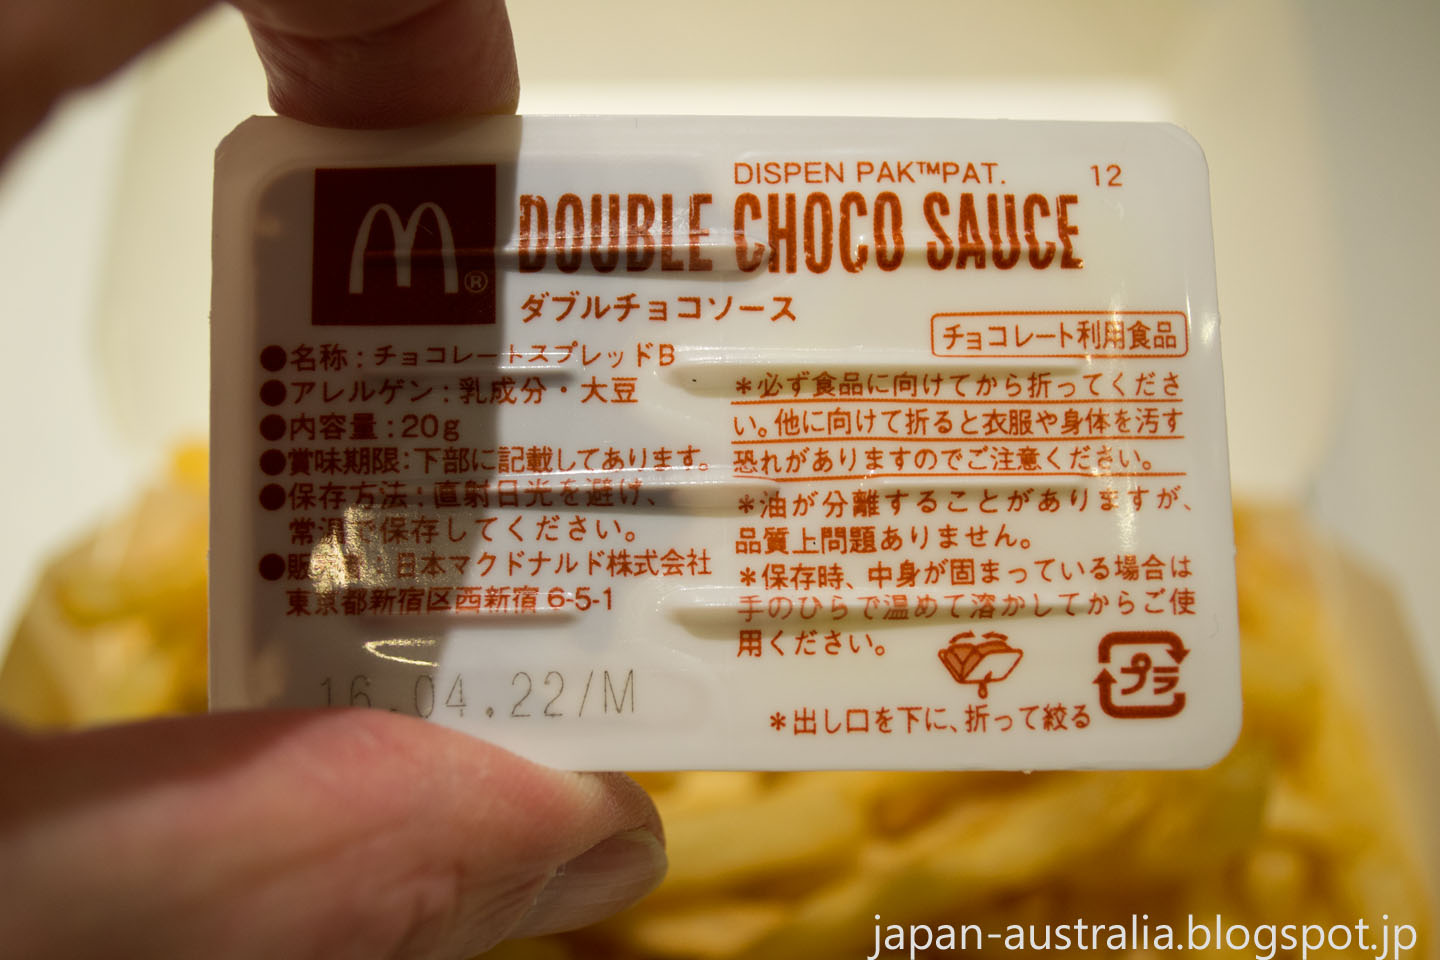 DISPEN PAK™PAT. 12
DOUBLE CHOCO SAUCE
ダブルチョコソース
チョコレート利用食品
●名称:チョコレートスプレッドB
●アレルゲン:乳成分・大豆
●内容量:20g
●賞味期限:下部に記載してあります。
●保存方法:直射日光を避け、
常温で保存してください。
●販売者:日本マクドナルド株式会社
東京都新宿区西新宿 6-5-1
16.04.22/M
*必ず食品に向けてから折ってくださ
い。他に向けて折ると衣服や身体を汚す
恐れがありますのでご注意ください。
*油が分離することがありますが、
品質上問題ありません。
*保存時、中身が固まっている場合は
手のひらで温めて溶かしてからご使
用ください。
*出し口を下に、折って絞る
プラ
japan-australia.blogspot.jp